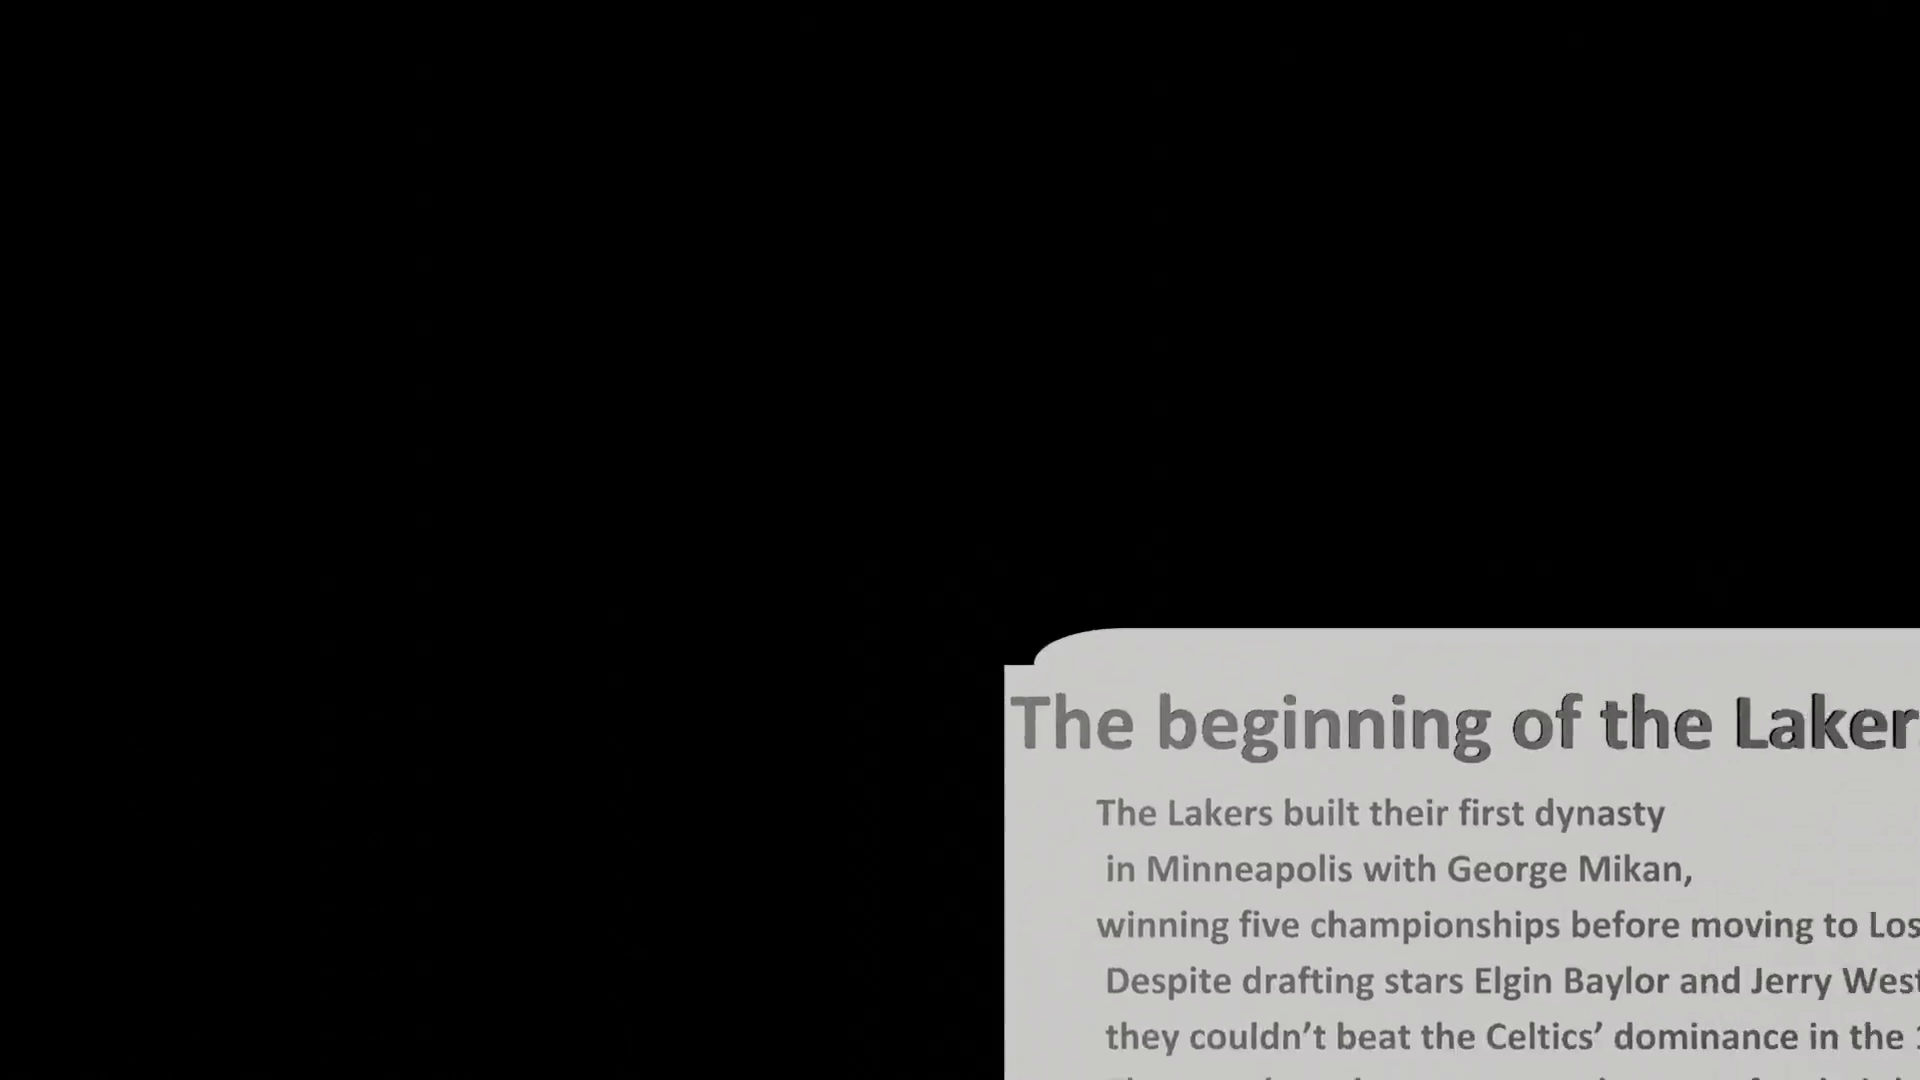 The beginning of the Laker
The Lakers built their first dynasty
in Minneapolis with George Mikan,
winning five championships before moving to Los
Despite drafting stars Elgin Baylor and Jerry West
they couldn’t beat the Celtics’ dominance in the